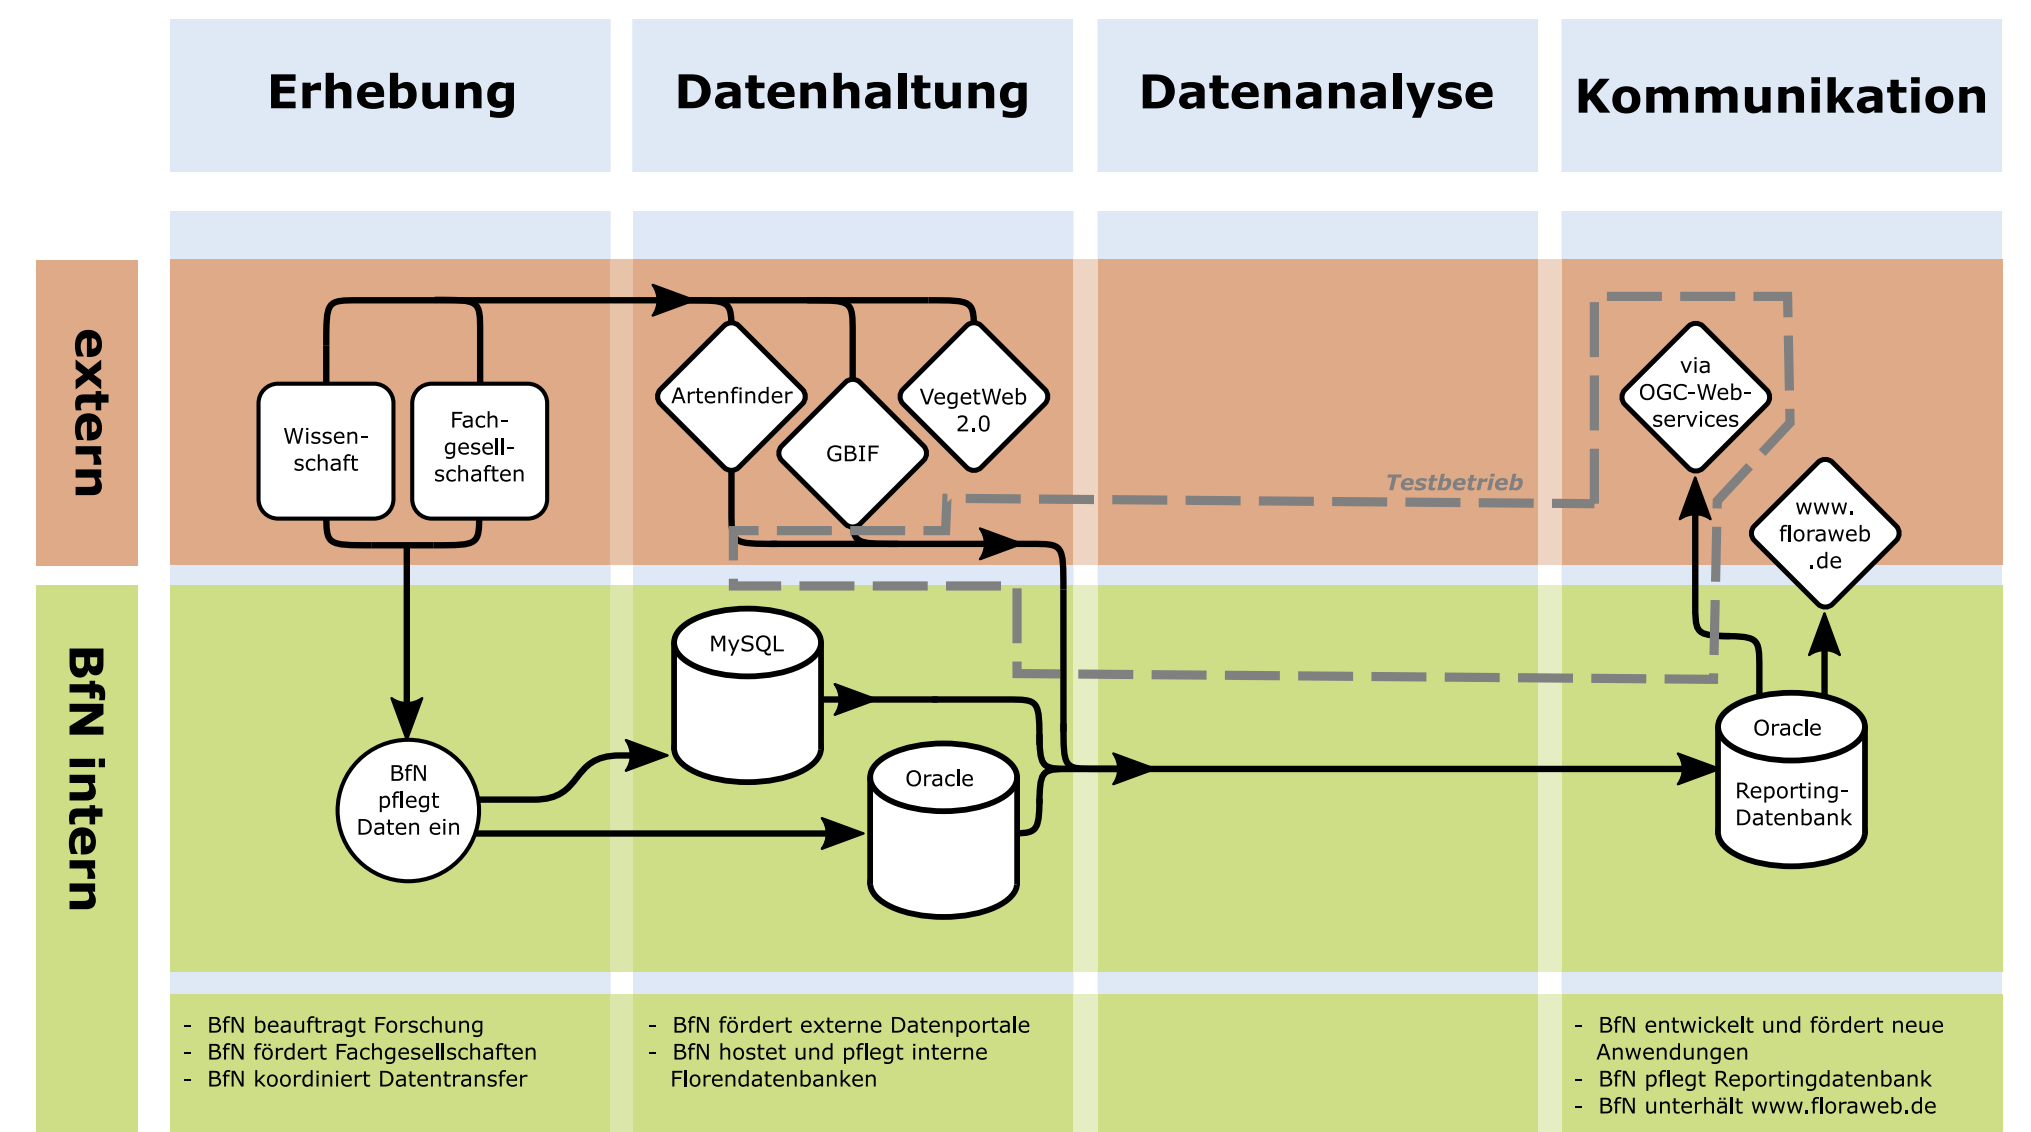 Erhebung
Datenhaltung
Datenanalyse
Kommunikation
extern
Wissen-
schaft
Fach-
gesell-
schaften
Artenfinder
GBIF
VegetWeb
2.0
Testbetrieb
via
OGC-Web-
services
www.
floraweb
.de
BfN intern
BfN
pflegt
Daten ein
MySQL
Oracle
Oracle
Reporting-
Datenbank
- BfN beauftragt Forschung
- BfN fördert Fachgesellschaften
- BfN koordiniert Datentransfer
- BfN fördert externe Datenportale
- BfN hostet und pflegt interne
Florendatenbanken
- BfN entwickelt und fördert neue
Anwendungen
- BfN pflegt Reportingdatenbank
- BfN unterhält www.floraweb.de